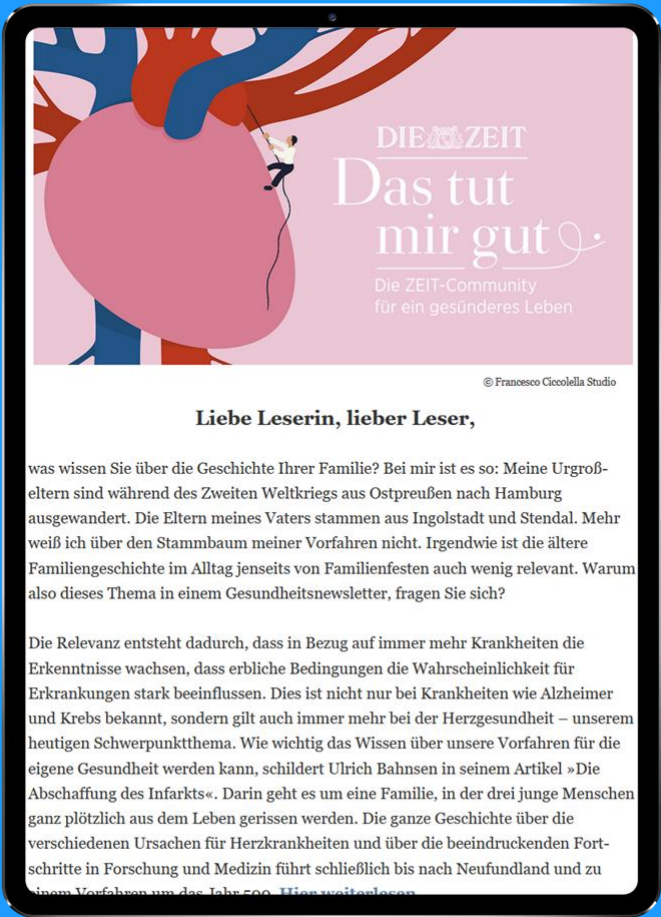 DIE ZEIT
Das tut
mir gut
Die ZEIT-Community
für ein gesünderes Leben
© Francesco Ciccolella Studio
Liebe Leserin, lieber Leser,
was wissen Sie über die Geschichte Ihrer Familie? Bei mir ist es so: Meine Urgroß-
eltern sind während des Zweiten Weltkriegs aus Ostpreußen nach Hamburg
ausgewandert. Die Eltern meines Vaters stammen aus Ingolstadt und Stendal. Mehr
weiß ich über den Stammbaum meiner Vorfahren nicht. Irgendwie ist die ältere
Familiengeschichte im Alltag jenseits von Familienfesten auch wenig relevant. Warum
also dieses Thema in einem Gesundheitsnewsletter, fragen Sie sich?
Die Relevanz entsteht dadurch, dass in Bezug auf immer mehr Krankheiten die
Erkenntnisse wachsen, dass erbliche Bedingungen die Wahrscheinlichkeit für
Erkrankungen stark beeinflussen. Dies ist nicht nur bei Krankheiten wie Alzheimer
und Krebs bekannt, sondern gilt auch immer mehr bei der Herzgesundheit – unserem
heutigen Schwerpunktthema. Wie wichtig das Wissen über unsere Vorfahren für die
eigene Gesundheit werden kann, schildert Ulrich Bahnsen in seinem Artikel »Die
Abschaffung des Infarkts«. Darin geht es um eine Familie, in der drei junge Menschen
ganz plötzlich aus dem Leben gerissen werden. Die ganze Geschichte über die
verschiedenen Ursachen für Herzkrankheiten und über die beeindruckenden Fort-
schritte in Forschung und Medizin führt schließlich bis nach Neufundland und zu
einem Vorfahren um das Jahr 500. Hier weiterlesen